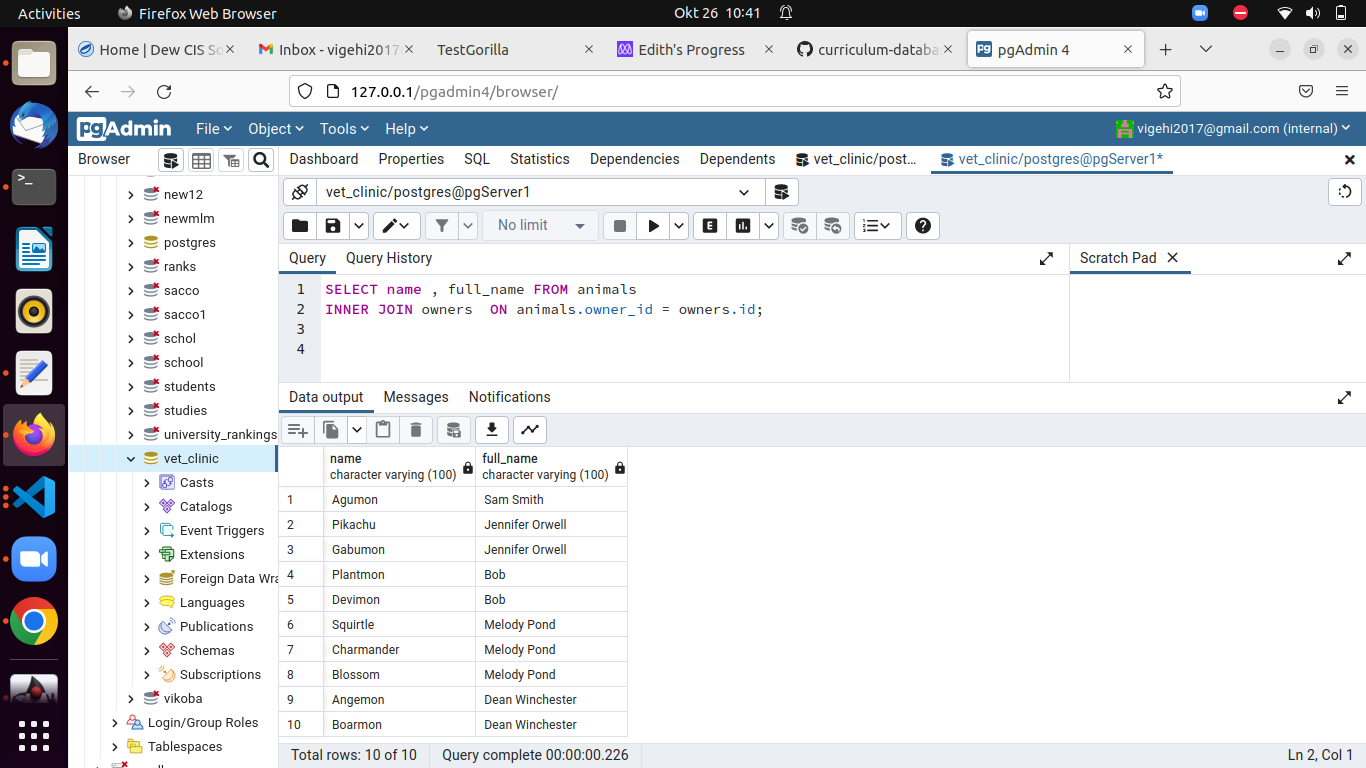 Activities
Firefox Web Browser
Okt 26 10:41
Home | Dew CIS So
Inbox - vigehi2017
TestGorilla
Edith's Progress
curriculum-databa
pgAdmin 4
127.0.0.1/pgadmin4/browser/
pgAdmin
File
Object
Tools
Help
vigehi2017@gmail.com (internal)
Browser
Dashboard
Properties
SQL
Statistics
Dependencies
Dependents
vet_clinic/post...
vet_clinic/postgres@pgServer1*
new12
newmlm
postgres
ranks
sacco
sacco1
schol
school
students
studies
university_rankings
vet_clinic
Casts
Catalogs
Event Triggers
Extensions
Foreign Data Wra
Languages
Publications
Schemas
Subscriptions
vikoba
Login/Group Roles
Tablespaces
vet_clinic/postgres@pgServer1
No limit
E
Query
Query History
Scratch Pad
1 SELECT name , full_name FROM animals
2 INNER JOIN owners  ON animals.owner_id = owners.id;
3
4
Data output
Messages
Notifications
name
character varying (100)
full_name
character varying (100)
1 Agumon Sam Smith
2 Pikachu Jennifer Orwell
3 Gabumon Jennifer Orwell
4 Plantmon Bob
5 Devimon Bob
6 Squirtle Melody Pond
7 Charmander Melody Pond
8 Blossom Melody Pond
9 Angemon Dean Winchester
10 Boarmon Dean Winchester
Total rows: 10 of 10
Query complete 00:00:00.226
Ln 2, Col 1